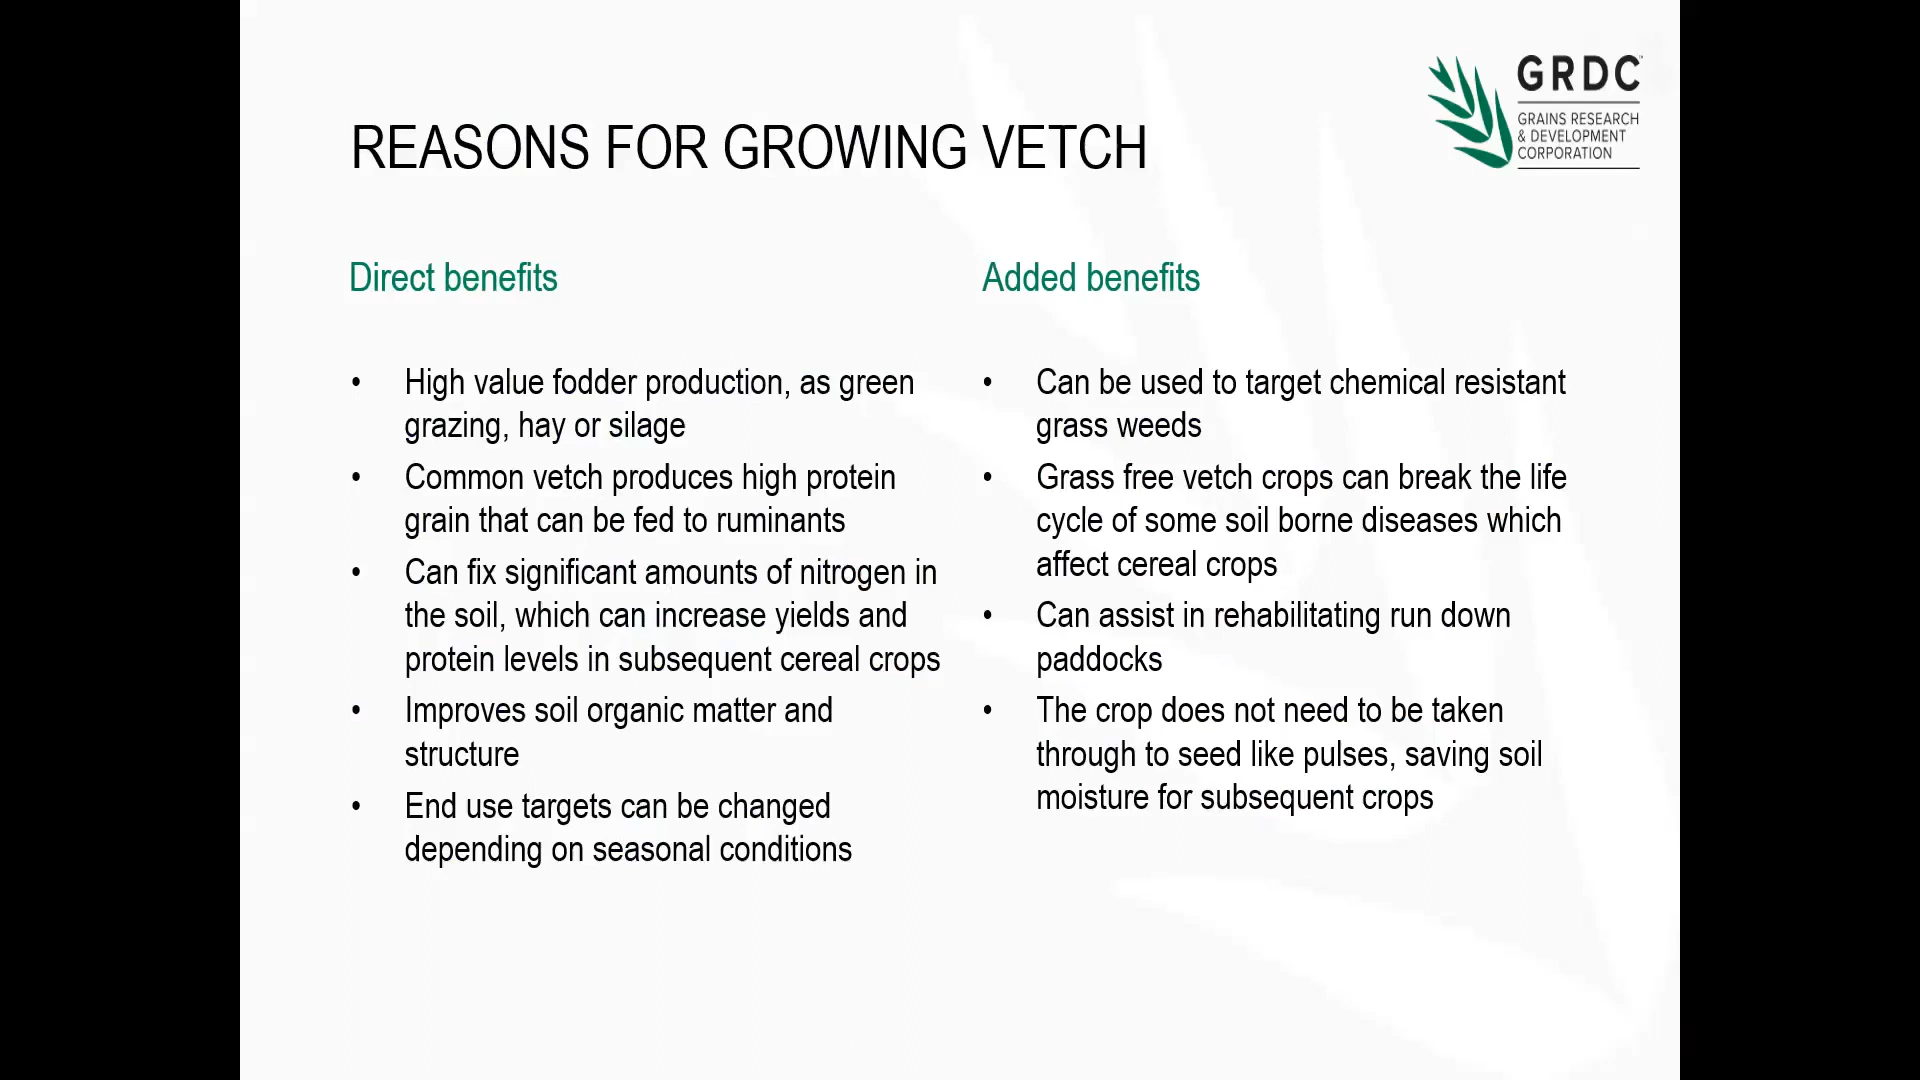 GRDC™
GRAINS RESEARCH
& DEVELOPMENT
CORPORATION
REASONS FOR GROWING VETCH
Direct benefits
• High value fodder production, as green
grazing, hay or silage
• Common vetch produces high protein
grain that can be fed to ruminants
• Can fix significant amounts of nitrogen in
the soil, which can increase yields and
protein levels in subsequent cereal crops
• Improves soil organic matter and
structure
• End use targets can be changed
depending on seasonal conditions
Added benefits
• Can be used to target chemical resistant
grass weeds
• Grass free vetch crops can break the life
cycle of some soil borne diseases which
affect cereal crops
• Can assist in rehabilitating run down
paddocks
• The crop does not need to be taken
through to seed like pulses, saving soil
moisture for subsequent crops